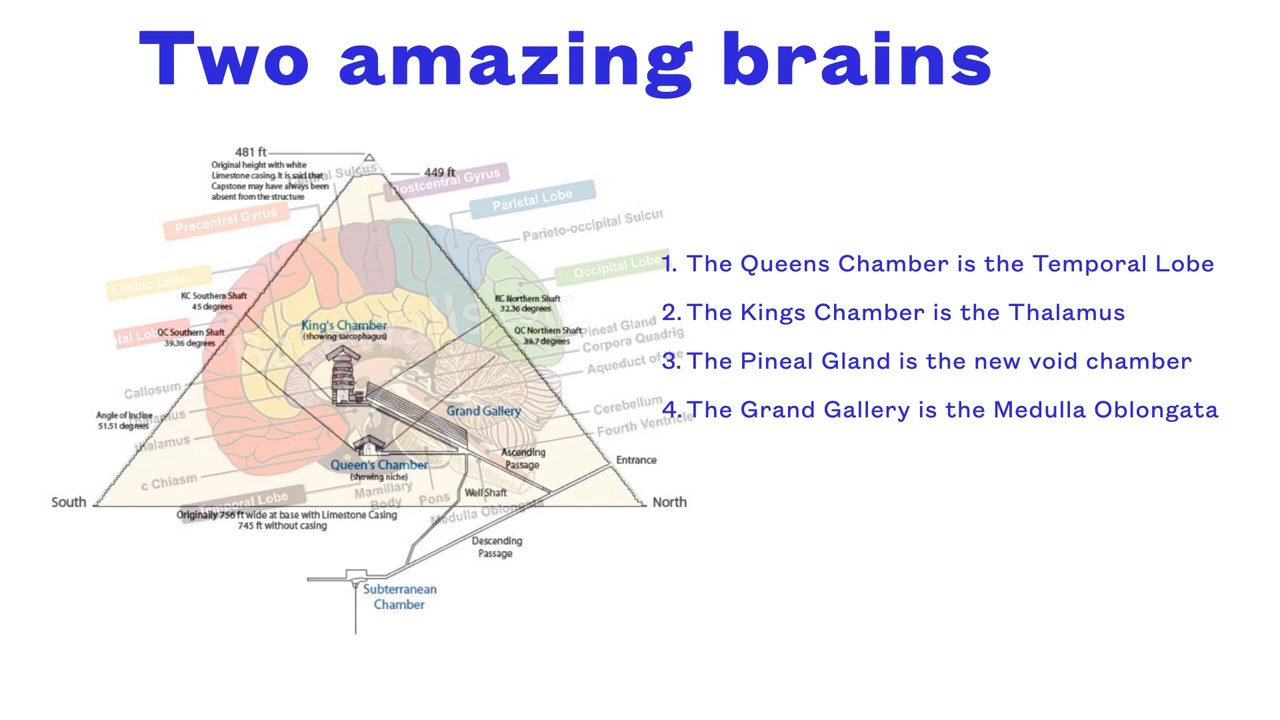 Two amazing brains
481 ft
Original height with white
Limestone casing. It is said that
Capstone may have always been
absent from the structure
449 ft
Sulcus
Postcentral Gyrus
Precentral Gyrus
Parietal Lobe
Parieto-occipital Sulcus
Limbic Lobe
Occipital Lobe
1. The Queens Chamber is the Temporal Lobe
2. The Kings Chamber is the Thalamus
3. The Pineal Gland is the new void chamber
4. The Grand Gallery is the Medulla Oblongata
KC Southern Shaft
45 degrees
KC Northern Shaft
32.36 degrees
QC Southern Shaft
39.36 degrees
King's Chamber
(showing sarcophagus)
QC Northern Shaft
39.7 degrees
Pineal Gland
Corpora Quadrig
Aqueduct of
Callosum
Angle of Incline
51.51 degrees
thalamus
Grand Gallery
Cerebellum
Fourth Ventricle
c Chiasm
Queen's Chamber
(showing niche)
Ascending
Passage
Entrance
Temporal Lobe
Mamillary
Body
Pons
Well Shaft
Medulla Oblongata
South
North
Originally 756 ft wide at base with Limestone Casing
745 ft without casing
Descending
Passage
Subterranean
Chamber